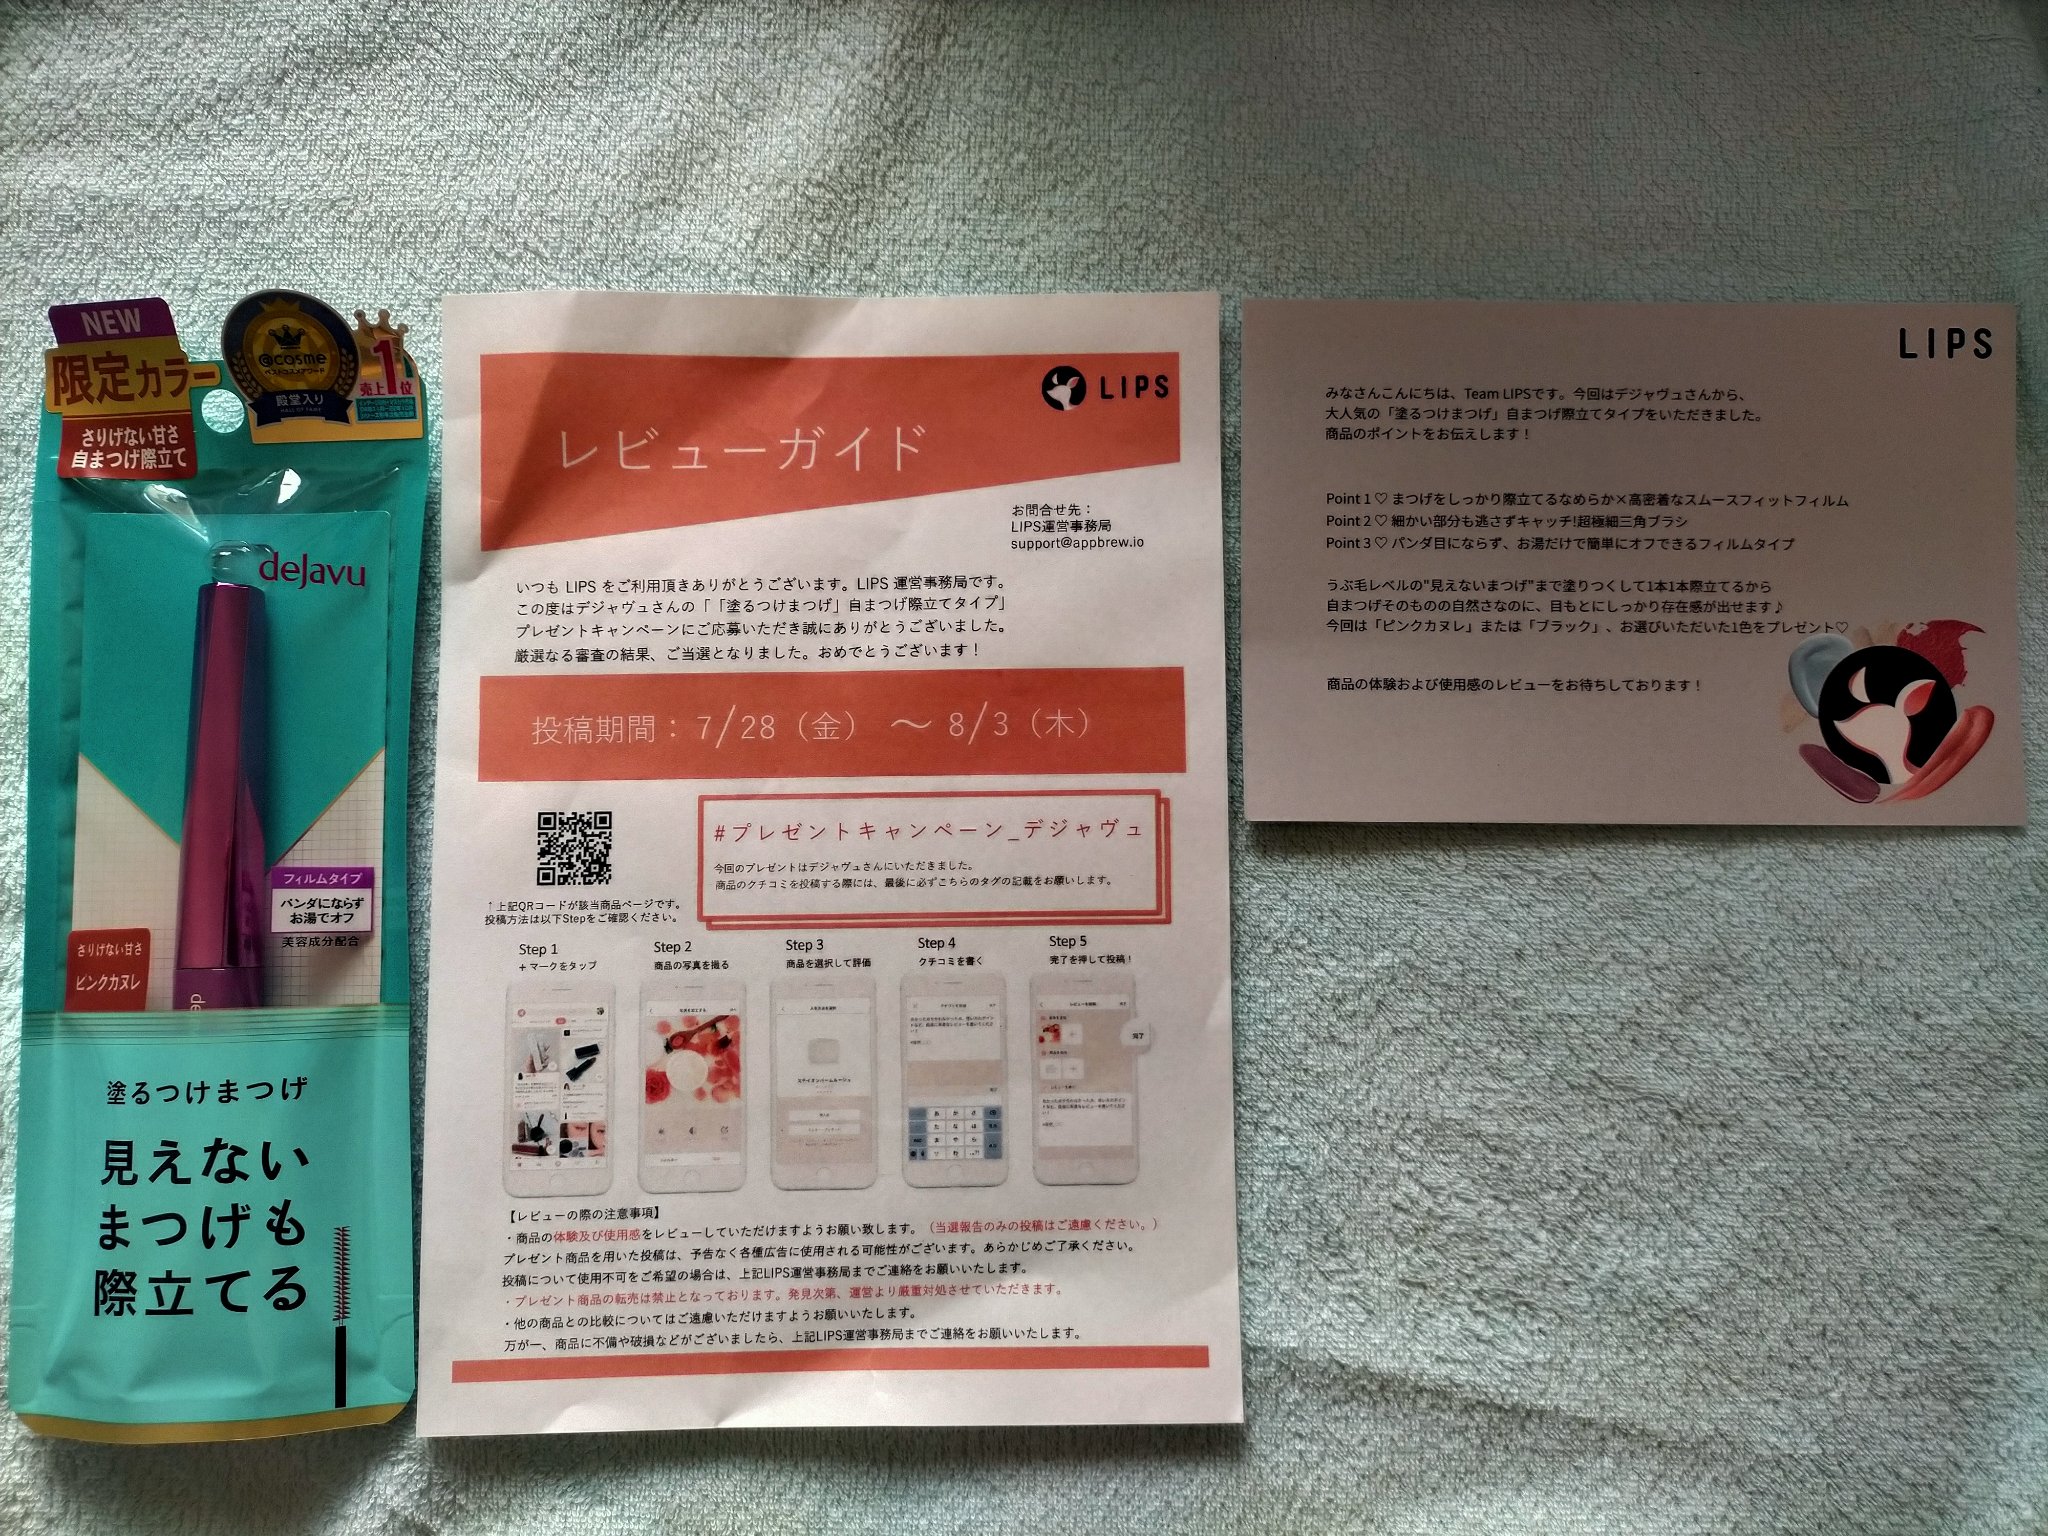 NEW
限定カラー
さりげない甘さ
自まつげ際立て
@cosme
ベストコスメアワード
殿堂入り
HALL OF FAME
売上1位
deJavu
フィルムタイプ
パンダにならず
お湯でオフ
美容成分配合
さりげない甘さ
ピンクカヌレ
de
塗るつけまつげ
見えない
まつげも
際立てる
LIPS
レビューガイド
お問合せ先：
LIPS運営事務局
support@appbrew.io
いつも LIPS をご利用頂きありがとうございます。LIPS 運営事務局です。
この度はデジャヴュさんの「「塗るつけまつげ」自まつげ際立てタイプ」
プレゼントキャンペーンにご応募いただき誠にありがとうございました。
厳選なる審査の結果、ご当選となりました。おめでとうございます！
投稿期間： 7/28（金） ～ 8/3（木）
#プレゼントキャンペーン_デジャヴュ
今回のプレゼントはデジャヴュさんにいただきました。
商品のクチコミを投稿する際には、最後に必ずこちらのタグの記載をお願いします。
↑上記QRコードが該当商品ページです。
投稿方法は以下Stepをご確認ください。
Step 1
+マークをタップ
Step 2
商品の写真を撮る
Step 3
商品を選択して評価
Step 4
クチコミを書く
Step 5
完了を押して投稿！
完了
【レビューの際の注意事項】
・商品の体験及び使用感をレビューしていただけますようお願い致します。（当選報告のみの投稿はご遠慮ください。）
プレゼント商品を用いた投稿は、予告なく各種広告に使用される可能性がございます。あらかじめご了承ください。
投稿について使用不可をご希望の場合は、上記LIPS運営事務局までご連絡をお願いいたします。
・プレゼント商品の転売は禁止となっております。発見次第、運営より厳重対処させていただきます。
・他の商品との比較についてはご遠慮いただけますようお願いいたします。
万が一、商品に不備や破損などがございましたら、上記LIPS運営事務局までご連絡をお願いいたします。
LIPS
みなさんこんにちは、Team LIPSです。今回はデジャヴュさんから、
大人気の「塗るつけまつげ」自まつげ際立てタイプをいただきました。
商品のポイントをお伝えします！
Point 1 ♡ まつげをしっかり際立てるなめらか×高密着なスムースフィットフィルム
Point 2 ♡ 細かい部分も逃さずキャッチ!超極細三角ブラシ
Point 3 ♡ パンダ目にならず、お湯だけで簡単にオフできるフィルムタイプ
うぶ毛レベルの"見えないまつげ"まで塗りつくして1本1本際立てるから
自まつげそのものの自然さなのに、目もとにしっかり存在感が出せます♪
今回は「ピンクカヌレ」または「ブラック」、お選びいただいた1色をプレゼント♡
商品の体験および使用感のレビューをお待ちしております！